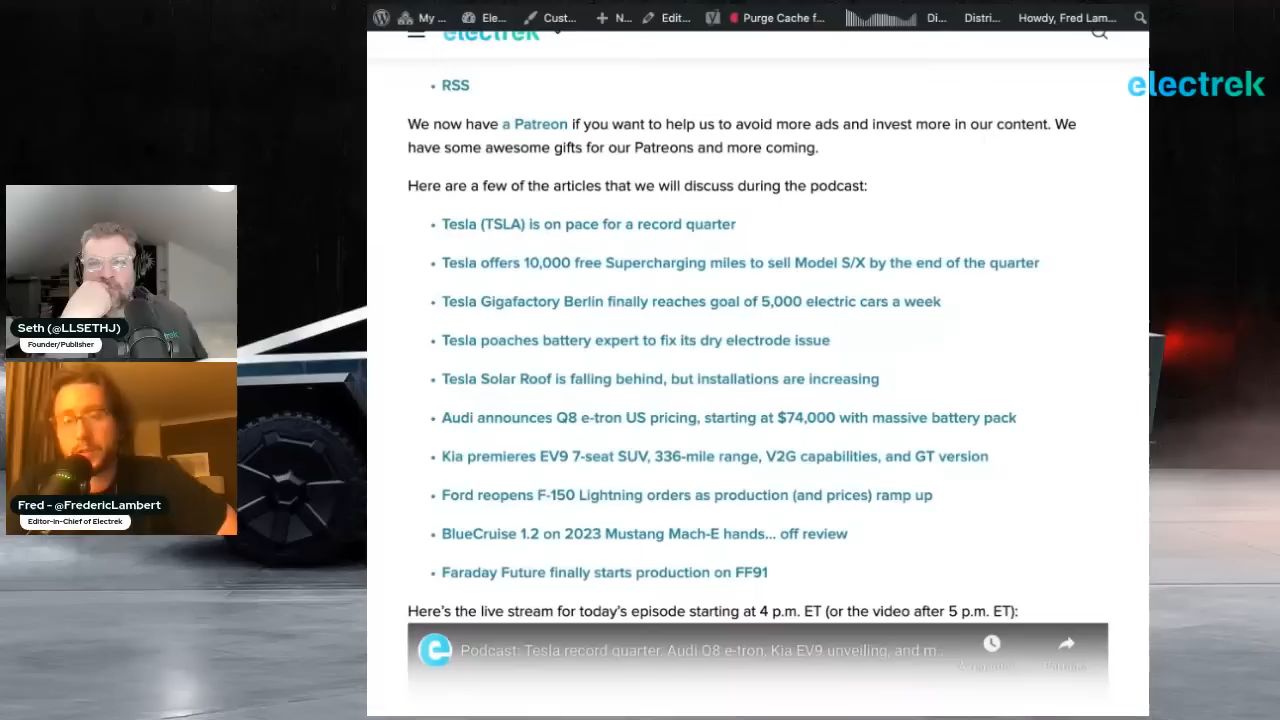 My ...
Ele...
Cust...
N...
Edit...
Purge Cache f...
Di...
Distri...
Howdy, Fred Lam...
electrek
electrek
RSS
We now have a Patreon if you want to help us to avoid more ads and invest more in our content. We
have some awesome gifts for our Patreons and more coming.
Here are a few of the articles that we will discuss during the podcast:
Tesla (TSLA) is on pace for a record quarter
Tesla offers 10,000 free Supercharging miles to sell Model S/X by the end of the quarter
Tesla Gigafactory Berlin finally reaches goal of 5,000 electric cars a week
Tesla poaches battery expert to fix its dry electrode issue
Tesla Solar Roof is falling behind, but installations are increasing
Audi announces Q8 e-tron US pricing, starting at $74,000 with massive battery pack
Kia premieres EV9 7-seat SUV, 336-mile range, V2G capabilities, and GT version
Ford reopens F-150 Lightning orders as production (and prices) ramp up
BlueCruise 1.2 on 2023 Mustang Mach-E hands... off review
Faraday Future finally starts production on FF91
Here's the live stream for today's episode starting at 4 p.m. ET (or the video after 5 p.m. ET):
Podcast: Tesla record quarter, Audi Q8 e-tron, Kia EV9 unveiling, and m...
Seth (@LLSETHJ)
Founder/Publisher
Fred - @FredericLambert
Editor-in-Chief of Electrek